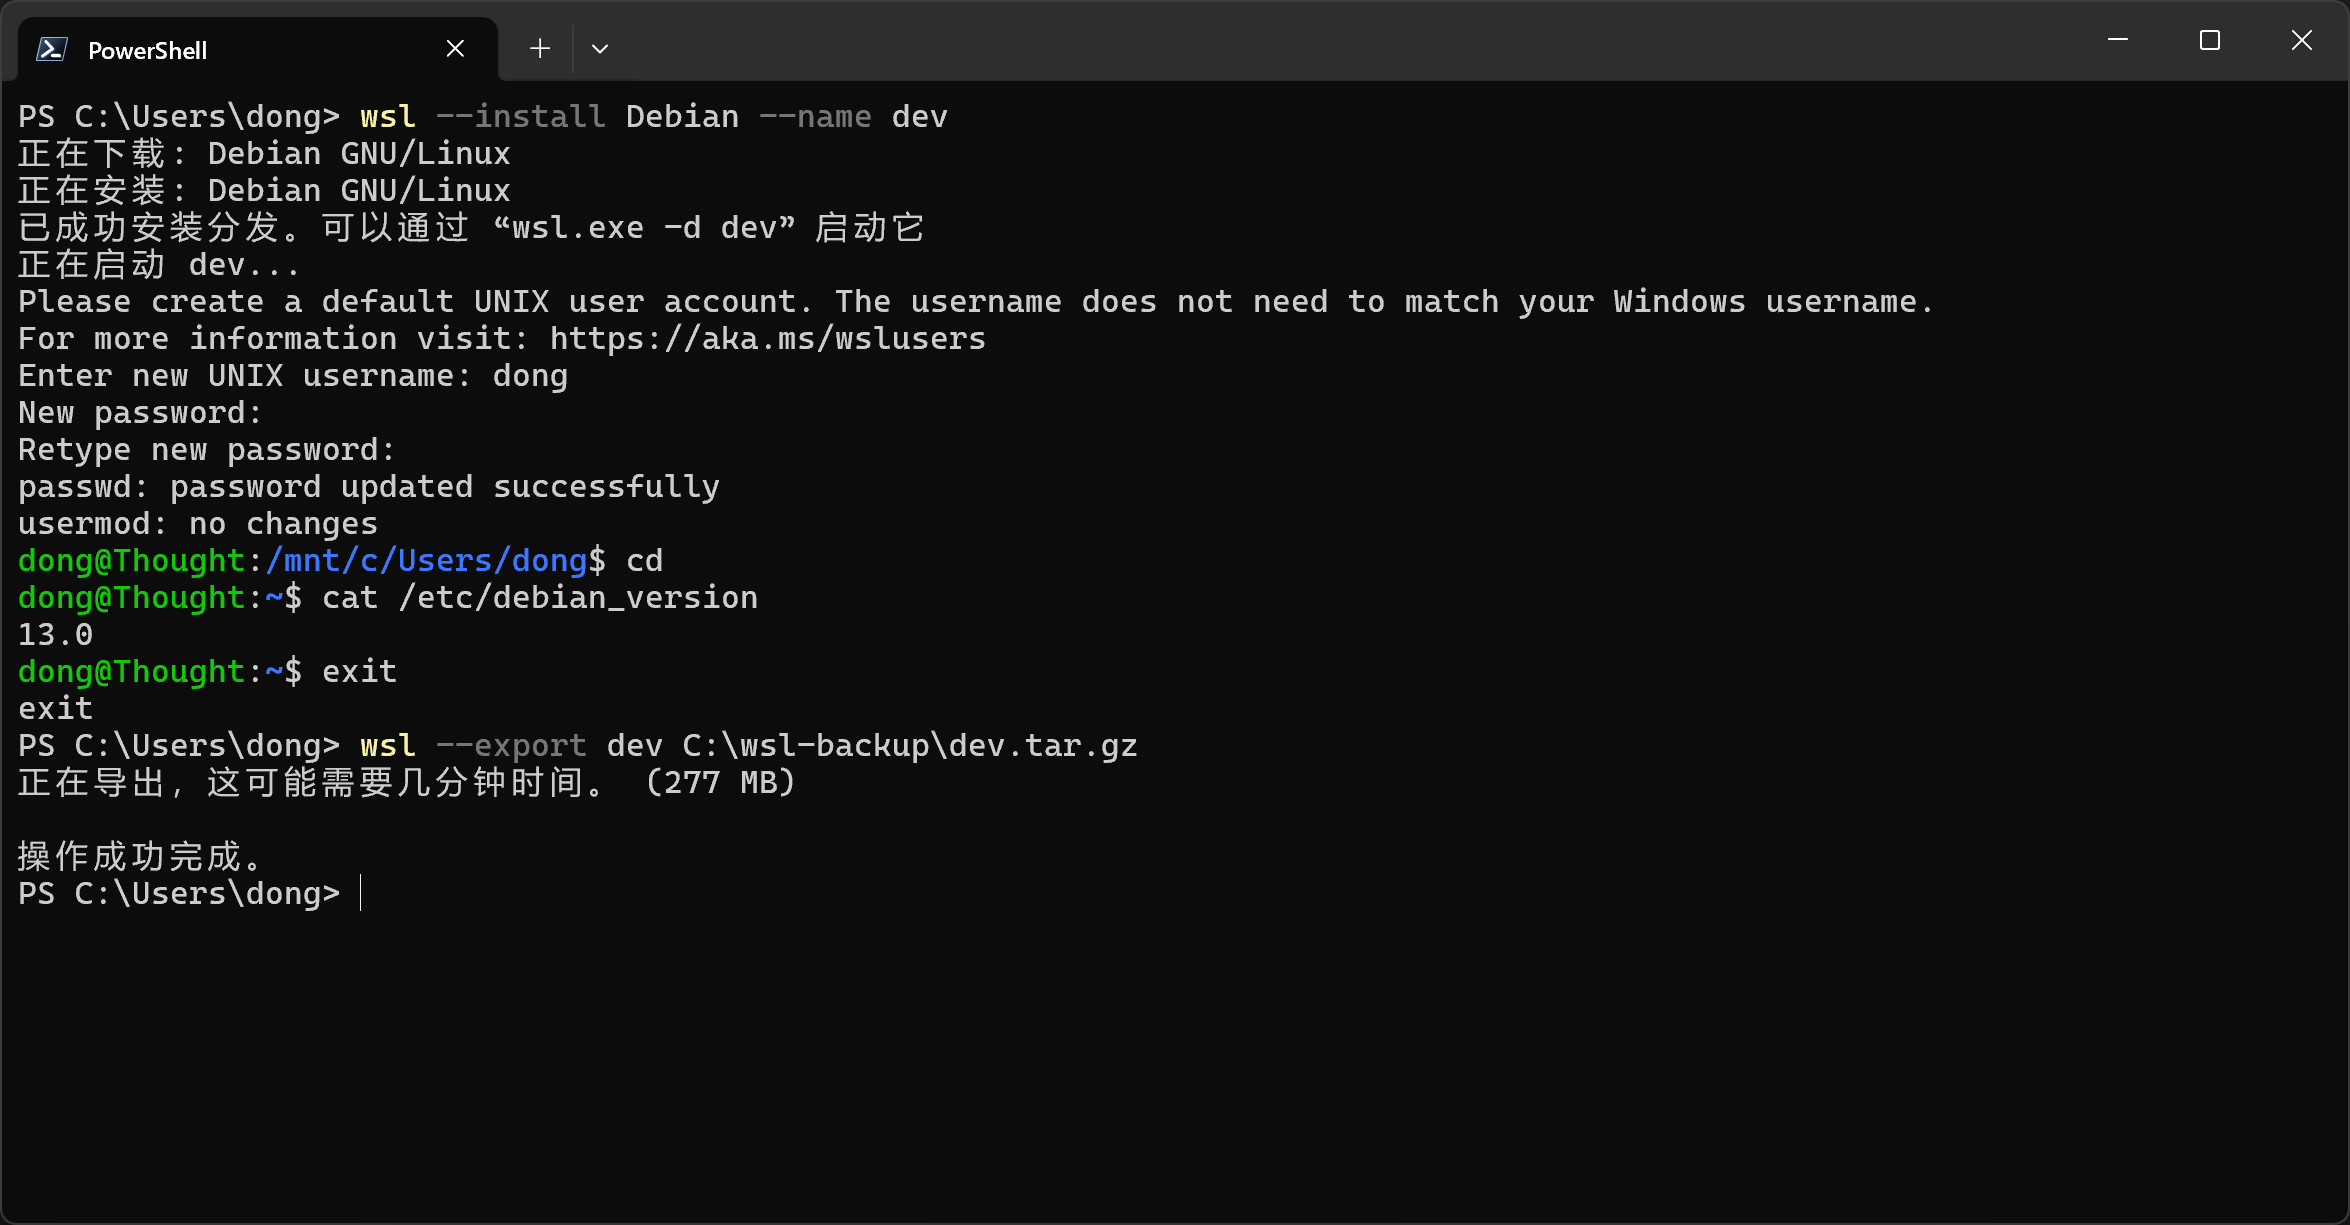 PowerShell
PS C:\Users\dong> wsl --install Debian --name dev
正在下载: Debian GNU/Linux
正在安装: Debian GNU/Linux
已成功安装分发。可以通过 “wsl.exe -d dev” 启动它
正在启动 dev...
Please create a default UNIX user account. The username does not need to match your Windows username.
For more information visit: https://aka.ms/wslusers
Enter new UNIX username: dong
New password:
Retype new password:
passwd: password updated successfully
usermod: no changes
dong@Thought:/mnt/c/Users/dong$ cd
dong@Thought:~$ cat /etc/debian_version
13.0
dong@Thought:~$ exit
exit
PS C:\Users\dong> wsl --export dev C:\wsl-backup\dev.tar.gz
正在导出, 这可能需要几分钟时间。 (277 MB)
操作成功完成。
PS C:\Users\dong>